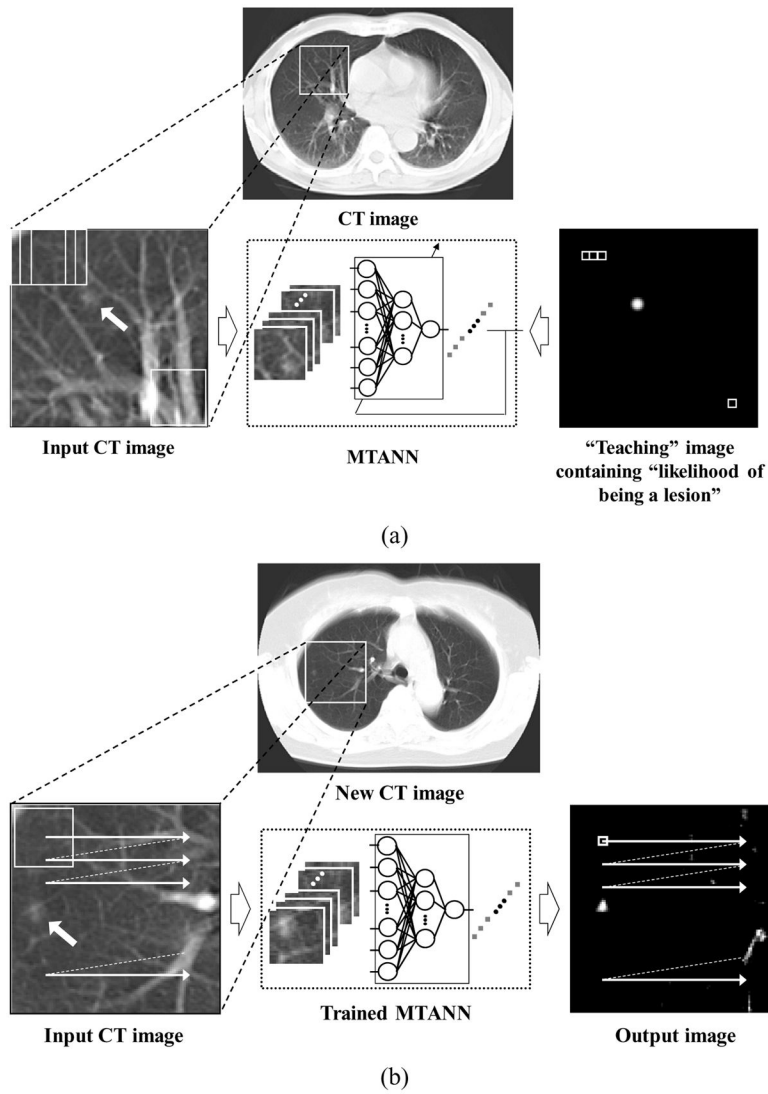 CT image
Input CT image
MTANN
“Teaching” image
containing “likelihood of
being a lesion”
(a)
New CT image
Input CT image
Trained MTANN
Output image
(b)